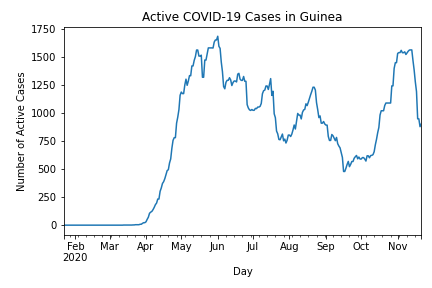 Active COVID-19 Cases in Guinea
Number of Active Cases
1750
1500
1250
1000
750
500
250
0
Feb Mar Apr May Jun Jul Aug Sep Oct Nov
2020
Day